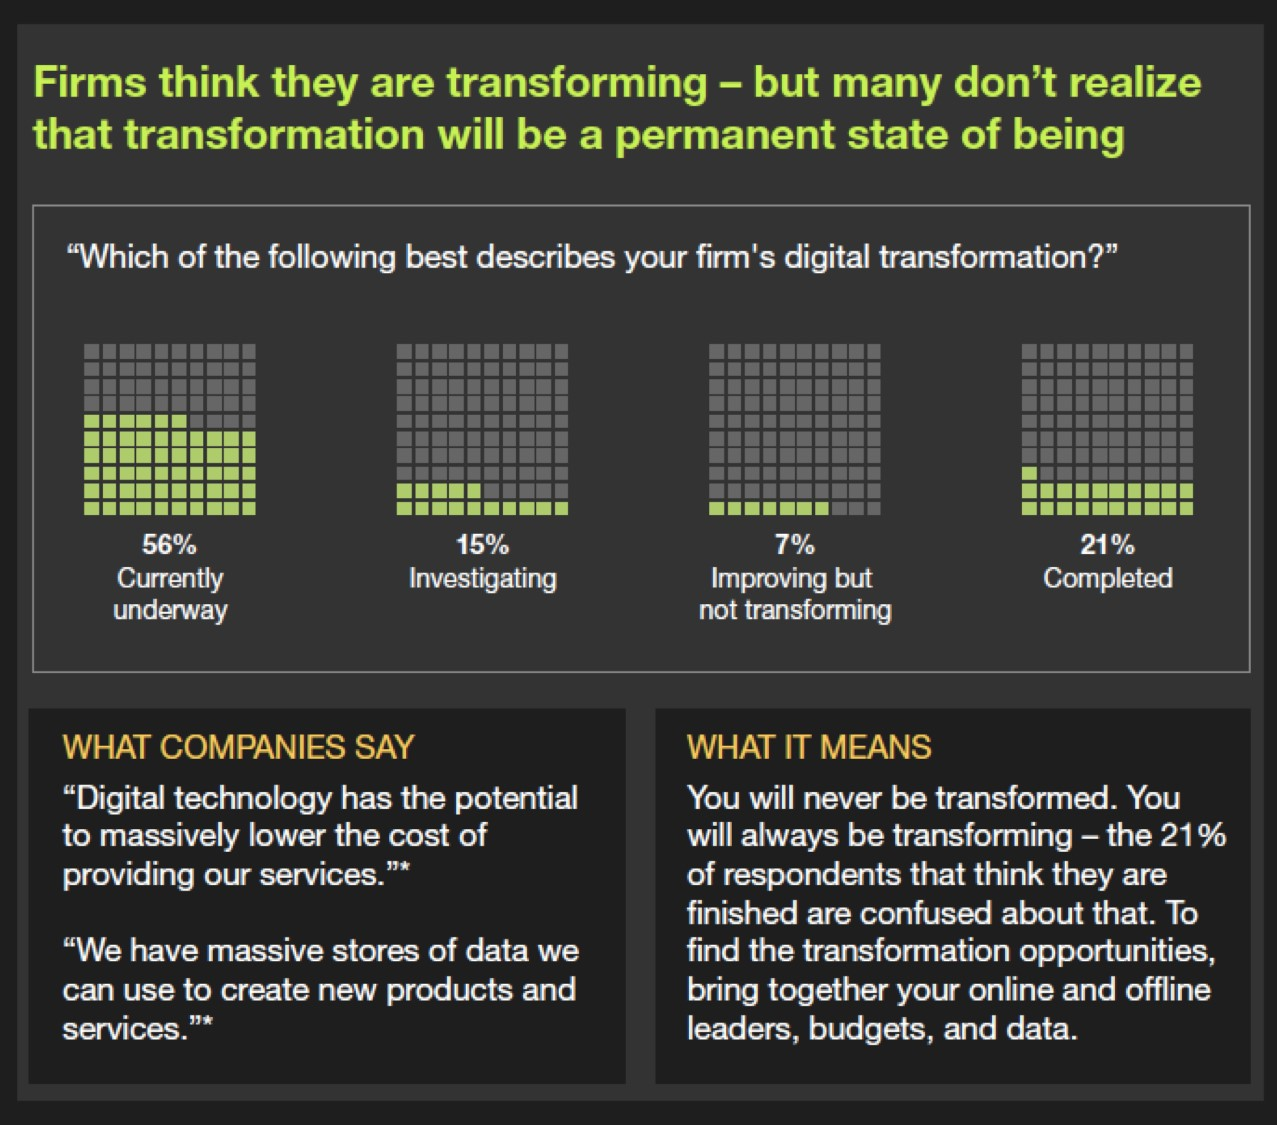 Firms think they are transforming – but many don’t realize
that transformation will be a permanent state of being
“Which of the following best describes your firm's digital transformation?”
56%
Currently
underway
15%
Investigating
7%
Improving but
not transforming
21%
Completed
WHAT COMPANIES SAY
“Digital technology has the potential
to massively lower the cost of
providing our services.”*
“We have massive stores of data we
can use to create new products and
services.”*
WHAT IT MEANS
You will never be transformed. You
will always be transforming – the 21%
of respondents that think they are
finished are confused about that. To
find the transformation opportunities,
bring together your online and offline
leaders, budgets, and data.